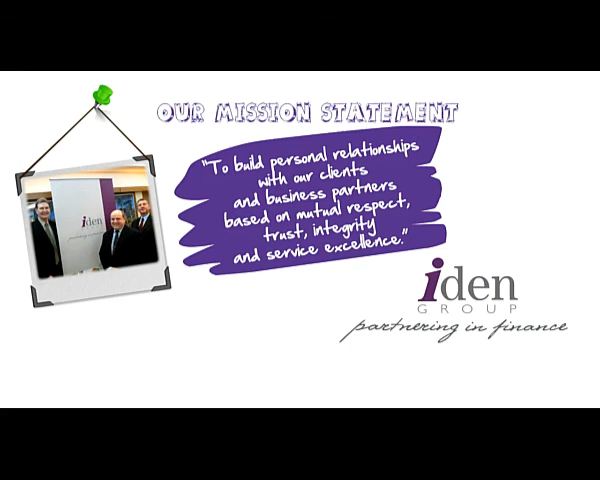 OUR MISSION STATEMENT
"To build personal relationships
with our clients
and business partners
based on mutual respect,
trust, integrity
and service excellence."
iden
iden
GROUP
partnering in finance